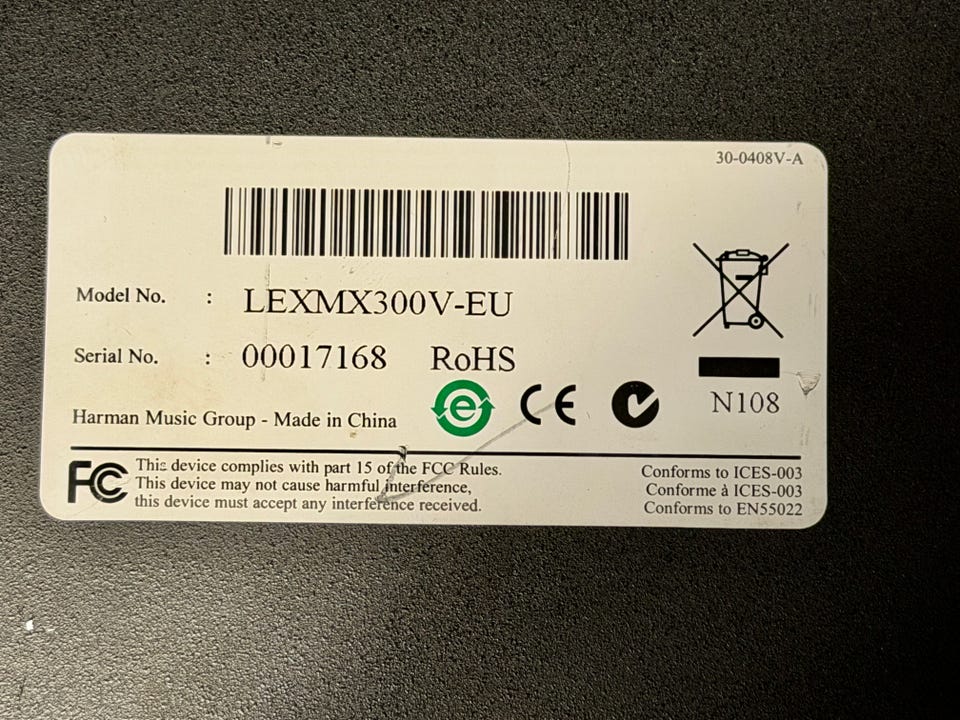 30-0408V-A
Model No. : LEXMX300V-EU
Serial No. : 00017168 RoHS
N108
Harman Music Group - Made in China e CE
FC This device complies with part 15 of the FCC Rules.
This device may not cause harmful interference,
this device must accept any interference received.
Conforms to ICES-003
Conforme à ICES-003
Conforms to EN55022